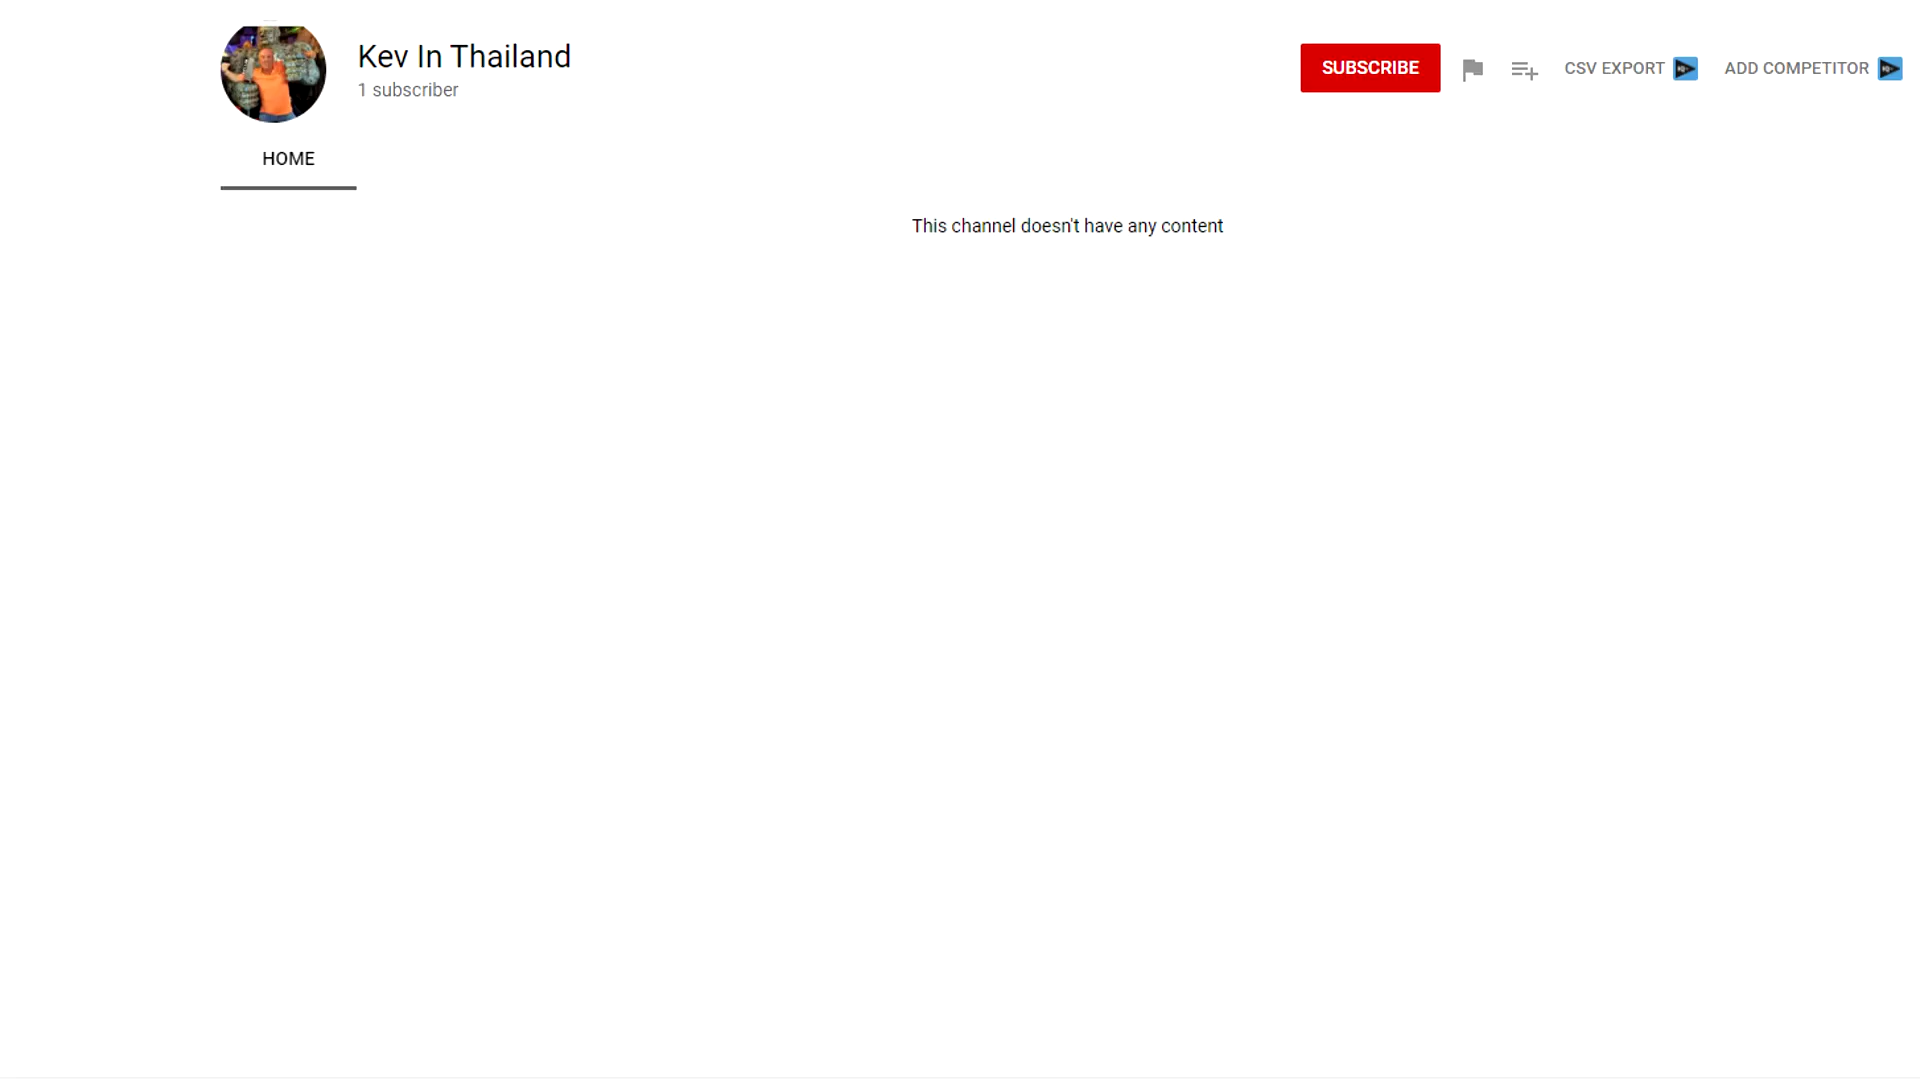 Kev In Thailand
1 subscriber
SUBSCRIBE
CSV EXPORT
ADD COMPETITOR
HOME
This channel doesn't have any content